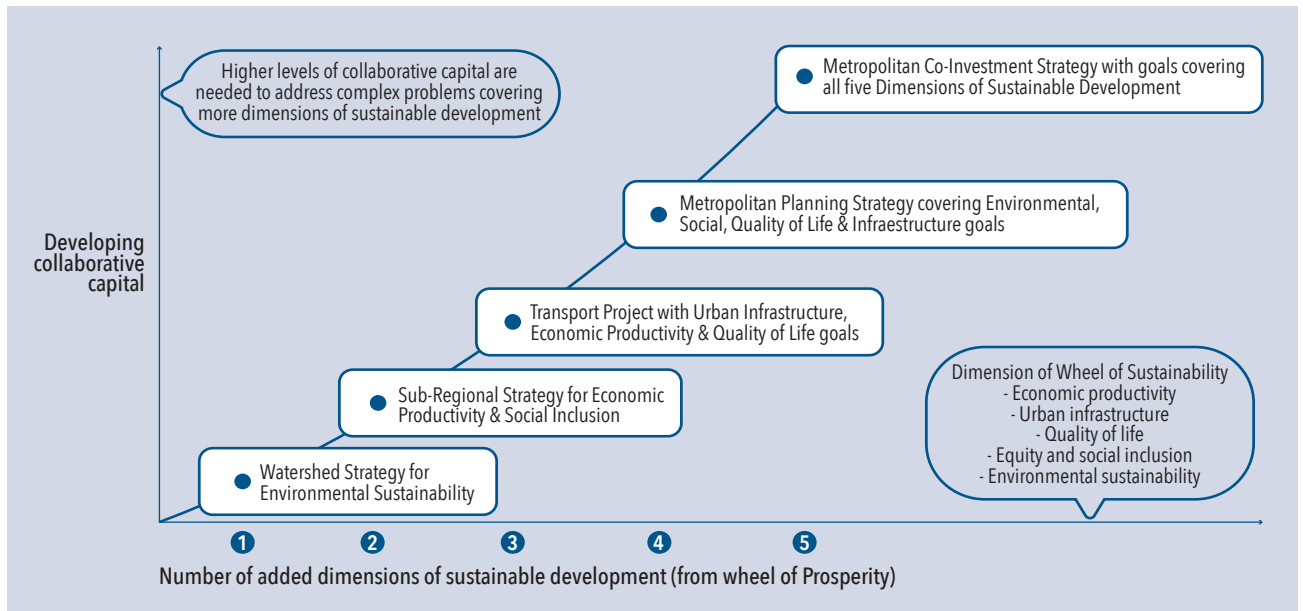 Higher levels of collaborative capital are
needed to address complex problems covering
more dimensions of sustainable development
Metropolitan Co-Investment Strategy with goals covering
all five Dimensions of Sustainable Development
Metropolitan Planning Strategy covering Environmental,
Social, Quality of Life & Infraestructure goals
Developing
collaborative
capital
Transport Project with Urban Infrastructure,
Economic Productivity & Quality of Life goals
Sub-Regional Strategy for Economic
Productivity & Social Inclusion
Dimension of Wheel of Sustainability
- Economic productivity
- Urban infrastructure
- Quality of life
- Equity and social inclusion
- Environmental sustainability
Watershed Strategy for
Environmental Sustainability
1 2 3 4 5
Number of added dimensions of sustainable development (from wheel of Prosperity)